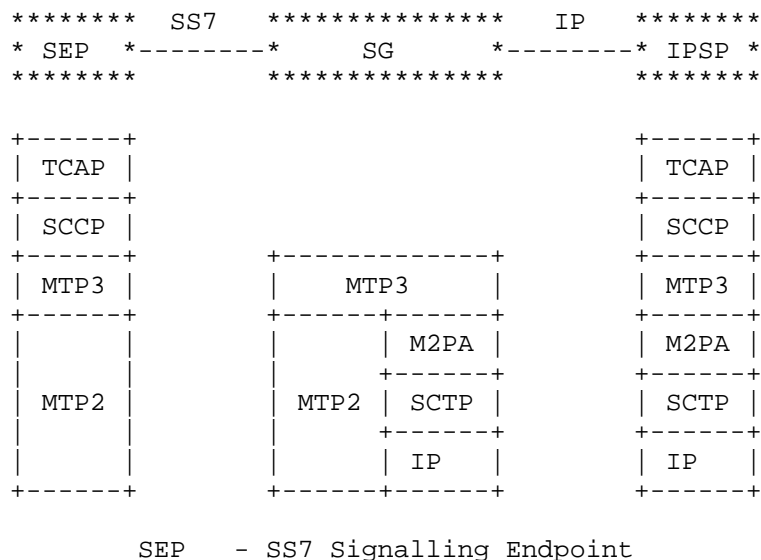 ******** SS7 *************** IP ********
* SEP *--------* SG *--------* IPSP *
******** *************** ********
+------+ +------+
| TCAP | | TCAP |
+------+ +------+
| SCCP | | SCCP |
+------+ +-------------+ +------+
| MTP3 | | MTP3 | | MTP3 |
+------+ +------+------+ +------+
| | | | M2PA | | M2PA |
| | | +------+ +------+
| MTP2 | | MTP2 | SCTP | | SCTP |
| | | +------+ +------+
| | | | IP | | IP |
+------+ +------+------+ +------+
SEP - SS7 Signalling Endpoint